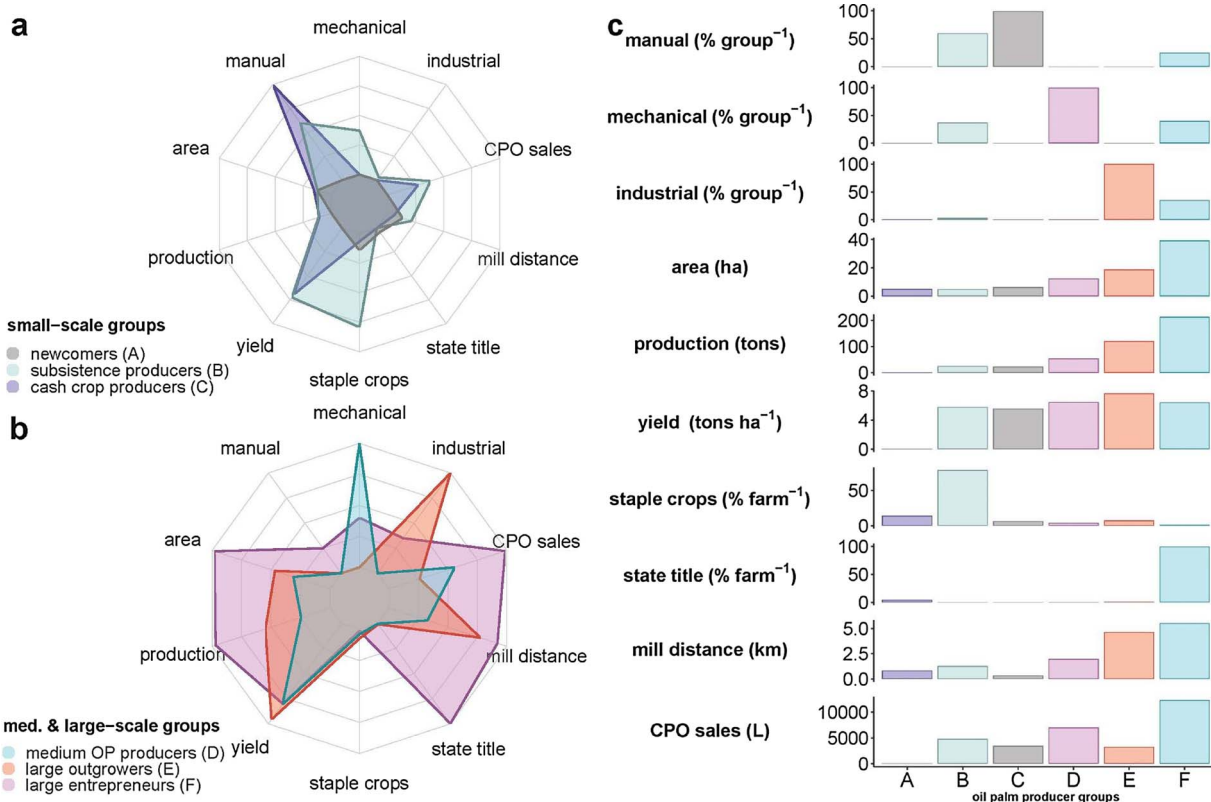 a
mechanical
manual
industrial
area
CPO sales
production
mill distance
yield
state title
staple crops
small−scale groups
newcomers (A)
subsistence producers (B)
cash crop producers (C)
b
mechanical
manual
industrial
area
CPO sales
production
mill distance
yield
state title
staple crops
med. & large−scale groups
medium OP producers (D)
large outgrowers (E)
large entrepreneurs (F)
c
manual (% group⁻¹)
100
50
0
mechanical (% group⁻¹)
100
50
0
industrial (% group⁻¹)
100
50
0
area (ha)
40
20
0
production (tons)
200
100
0
yield (tons ha⁻¹)
8
4
0
staple crops (% farm⁻¹)
50
0
state title (% farm⁻¹)
100
50
0
mill distance (km)
5.0
2.5
0.0
CPO sales (L)
10000
5000
0
A B C D E F
oil palm producer groups